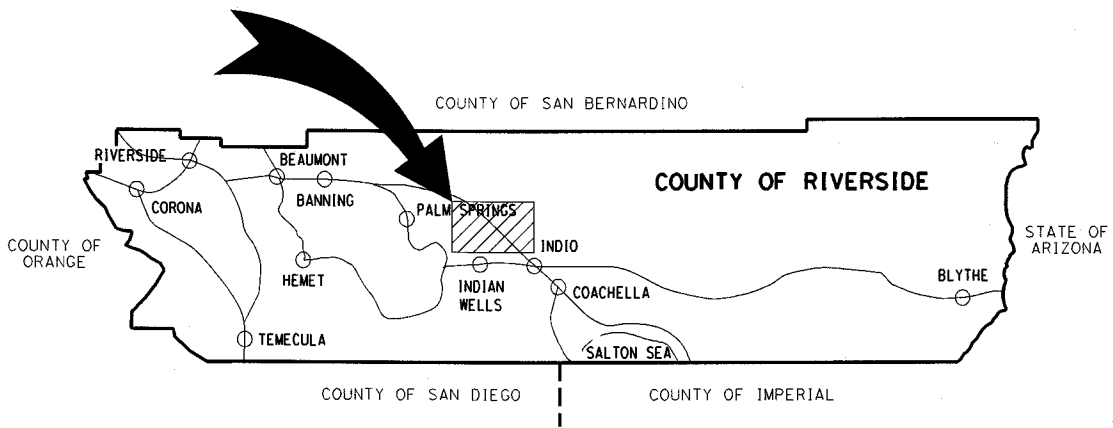 COUNTY OF SAN BERNARDINO
RIVERSIDE
BEAUMONT
COUNTY OF RIVERSIDE
BANNING
CORONA
PALM SPRINGS
COUNTY OF
ORANGE
STATE OF
ARIZONA
INDIO
HEMET
INDIAN
WELLS
COACHELLA
BLYTHE
TEMECULA
SALTON SEA
COUNTY OF SAN DIEGO
COUNTY OF IMPERIAL